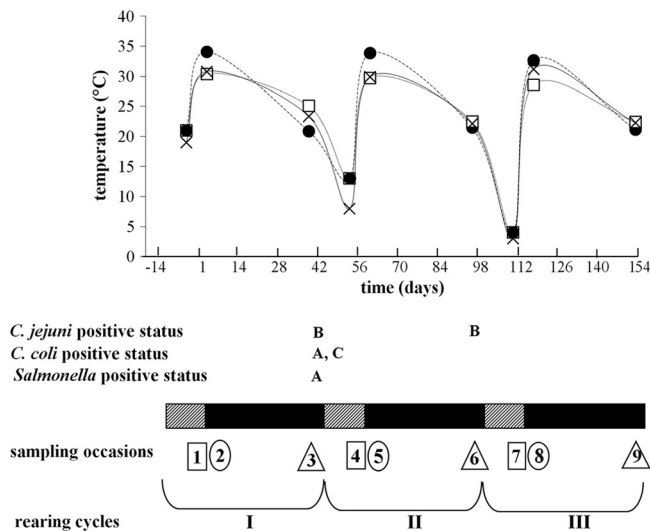 40
35
30
25
20
15
10
5
0
temperature (°C)
-14 1 14 28 42 56 70 84 98 112 126 140 154
time (days)
C. jejuni positive status B B
C. coli positive status A, C
Salmonella positive status A
sampling occasions 1 2 3 4 5 6 7 8 9
rearing cycles I II III